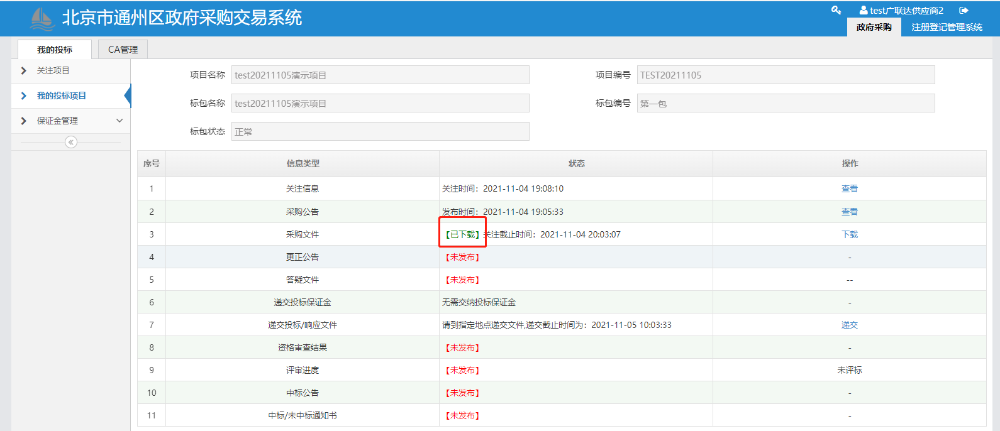 北京市通州区政府采购交易系统
test广联达供应商2
政府采购 注册登记管理系统
我的投标 CA管理
关注项目
我的投标项目
保证金管理
项目名称 test20211105演示项目 项目编号 TEST20211105
标包名称 test20211105演示项目 标包编号 第一包
标包状态 正常
序号 信息类型 状态 操作
1 关注信息 关注时间：2021-11-04 19:08:10 查看
2 采购公告 发布时间：2021-11-04 19:05:33 查看
3 采购文件 【已下载】关注截止时间：2021-11-04 20:03:07 下载
4 更正公告 【未发布】 -
5 答疑文件 【未发布】 --
6 递交投标保证金 无需交纳投标保证金 -
7 递交投标/响应文件 请到指定地点递交文件,递交截止时间为：2021-11-05 10:03:33 递交
8 资格审查结果 【未发布】 -
9 评审进度 【未发布】 未评标
10 中标公告 【未发布】 -
11 中标/未中标通知书 【未发布】 -